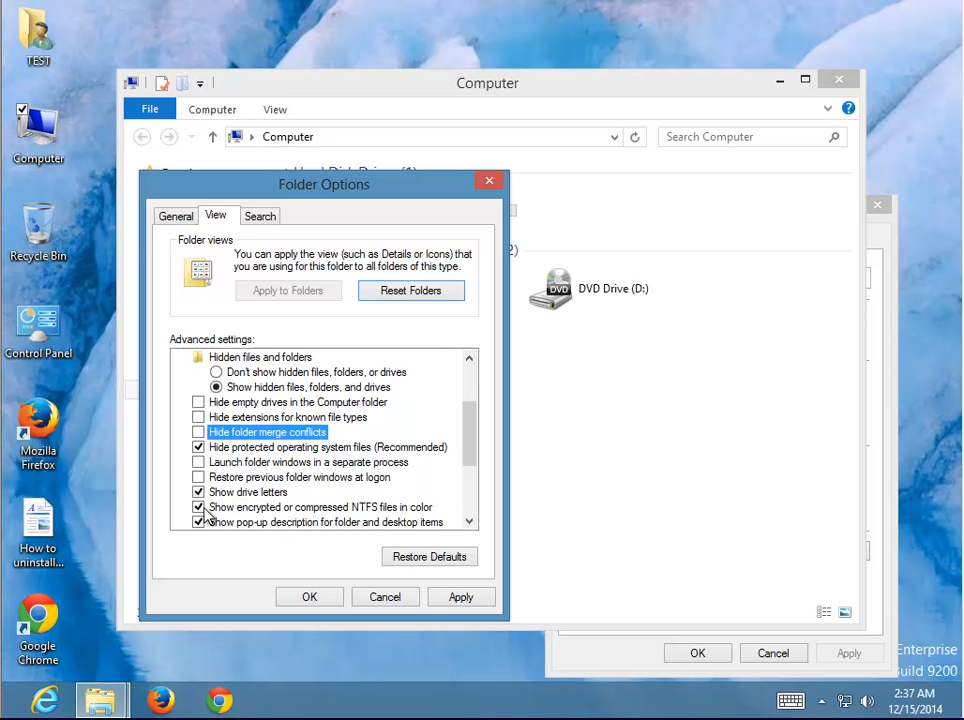 TEST
Computer
Recycle Bin
Control Panel
Mozilla
Firefox
How to
uninstall...
Google
Chrome
Computer
File
Computer
View
Computer
Search Computer
Folder Options
General
View
Search
Folder views
You can apply the view (such as Details or Icons) that
you are using for this folder to all folders of this type.
Apply to Folders
Reset Folders
Advanced settings:
Hidden files and folders
Don't show hidden files, folders, or drives
Show hidden files, folders, and drives
Hide empty drives in the Computer folder
Hide extensions for known file types
Hide folder merge conflicts
Hide protected operating system files (Recommended)
Launch folder windows in a separate process
Restore previous folder windows at logon
Show drive letters
Show encrypted or compressed NTFS files in color
Show pop-up description for folder and desktop items
Restore Defaults
OK
Cancel
Apply
2)
DVD
DVD Drive (D:)
OK
Cancel
Apply
Enterprise
Build 9200
2:37 AM
12/15/2014